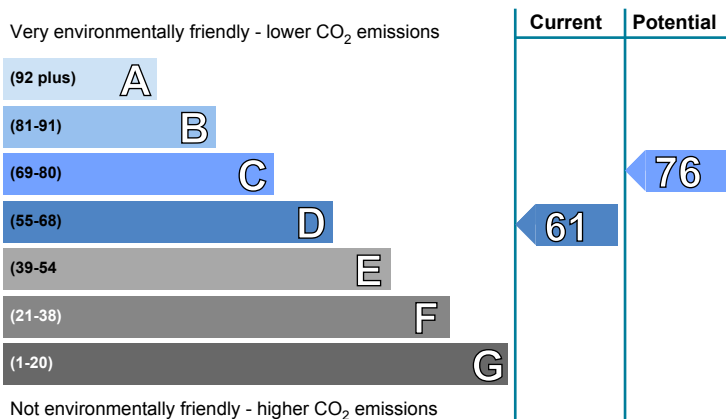 Very environmentally friendly - lower CO2 emissions
Current
Potential
(92 plus) A
(81-91) B
(69-80) C
76
(55-68) D
61
(39-54 E
(21-38) F
(1-20) G
Not environmentally friendly - higher CO2 emissions